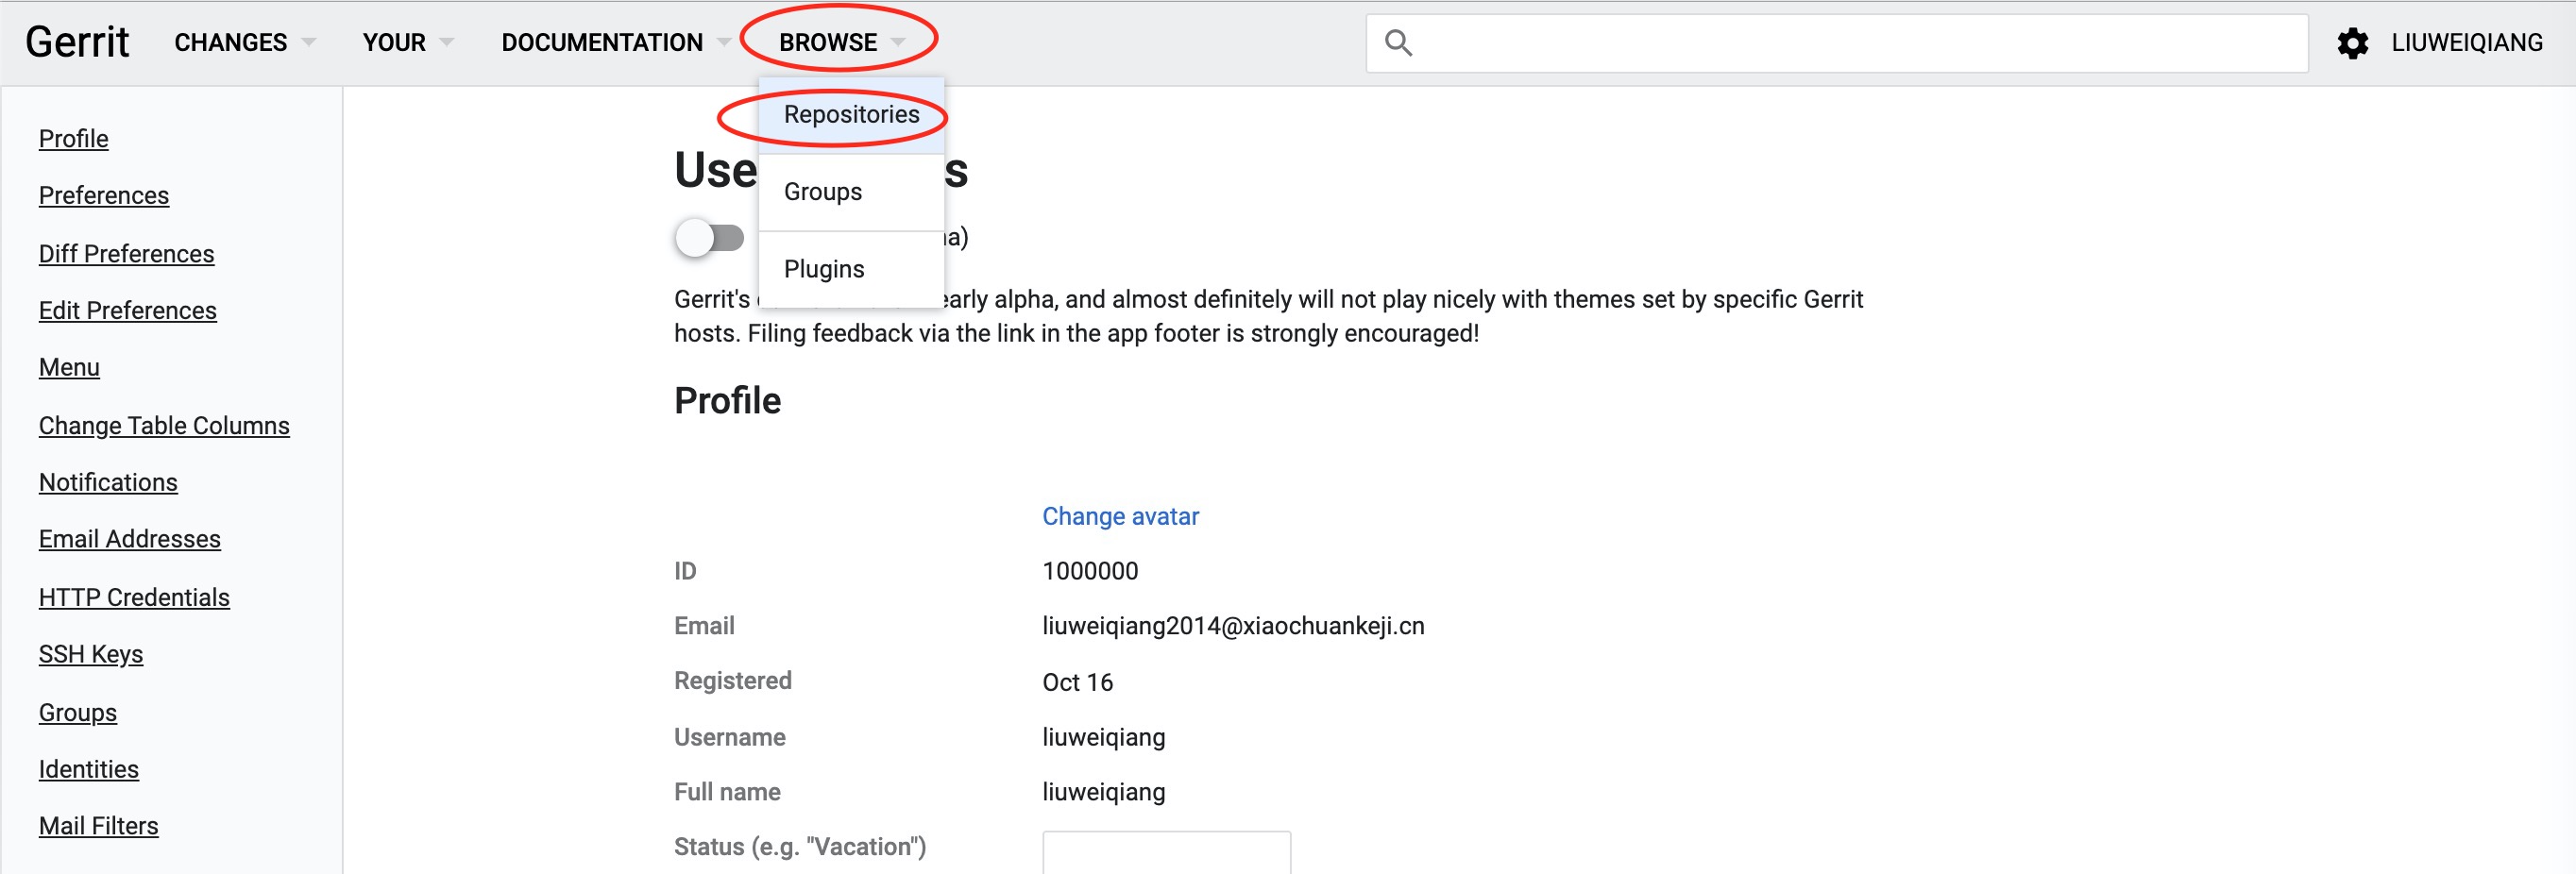 Gerrit CHANGES YOUR DOCUMENTATION BROWSE LIUWEIQIANG
Repositories
Groups
Plugins
Profile
Preferences
Diff Preferences
Edit Preferences
Menu
Change Table Columns
Notifications
Email Addresses
HTTP Credentials
SSH Keys
Groups
Identities
Mail Filters
Use s
a)
Gerrit's early alpha, and almost definitely will not play nicely with themes set by specific Gerrit
hosts. Filing feedback via the link in the app footer is strongly encouraged!
Profile
Change avatar
ID 1000000
Email liuweiqiang2014@xiaochuankeji.cn
Registered Oct 16
Username liuweiqiang
Full name liuweiqiang
Status (e.g. "Vacation")